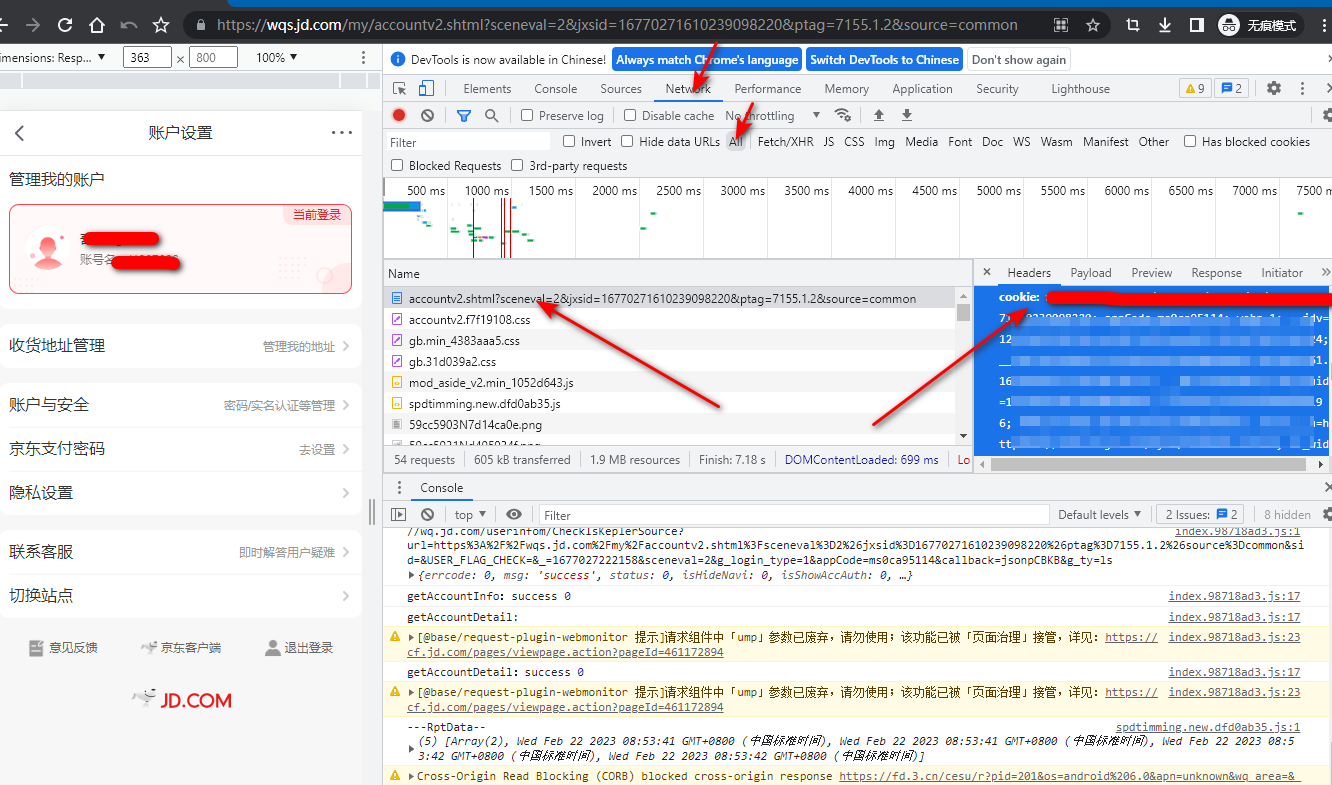 https://wqs.jd.com/my/accountv2.shtml?sceneval=2&jxsid=16770271610239098220&ptag=7155.1.2&source=common
无痕模式
imensions: Resp... ▼ 363 × 800 100% ▼
DevTools is now available in Chinese! Always match Chrome's language Switch DevTools to Chinese Don't show again
Elements Console Sources Network Performance Memory Application Security Lighthouse 9 2
Preserve log Disable cache No throttling
Filter Invert Hide data URLs All Fetch/XHR JS CSS Img Media Font Doc WS Wasm Manifest Other Has blocked cookies
Blocked Requests 3rd-party requests
500 ms 1000 ms 1500 ms 2000 ms 2500 ms 3000 ms 3500 ms 4000 ms 4500 ms 5000 ms 5500 ms 6000 ms 6500 ms 7000 ms 7500 m
账户设置
管理我的账户
当前登录
账号名
收货地址管理 管理我的地址
账户与安全 密码/实名认证等管理
京东支付密码 去设置
隐私设置
联系客服 即时解答用户疑难
切换站点
意见反馈 京东客户端 退出登录
JD.COM
Name
accountv2.shtml?sceneval=2&jxsid=16770271610239098220&ptag=7155.1.2&source=common
accountv2.f7f19108.css
gb.min_4383aaa5.css
gb.31d039a2.css
mod_aside_v2.min_1052d643.js
spdtimming.new.dfd0ab35.js
59cc5903N7d14ca0e.png
54 requests 605 kB transferred 1.9 MB resources Finish: 7.18 s DOMContentLoaded: 699 ms Lo
Headers Payload Preview Response Initiator
cookie:
Console
top ▼ Filter Default levels ▼ 2 Issues: 2 8 hidden
//wq.jd.com/userinfom/CheckIsKeplerSource? index.98718ad3.js:1
url=https%3A%2F%2Fwqs.jd.com%2Fmy%2Faccountv2.shtml%3Fsceneval%3D2%26jxsid%3D16770271610239098220%26ptag%3D7155.1.2%26source%3Dcommon&si
d=&USER_FLAG_CHECK=&_=1677027222158&sceneval=2&g_login_type=1&appCode=ms0ca95114&callback=jsonpCBKB&g_ty=ls
{errcode: 0, msg: 'success', status: 0, isHideNavi: 0, isShowAccAuth: 0, …}
getAccountInfo: success 0 index.98718ad3.js:17
getAccountDetail: index.98718ad3.js:17
[@base/request-plugin-webmonitor 提示]请求组件中「ump」参数已废弃，请勿使用；该功能已被「页面治理」接管，详见：https:// index.98718ad3.js:23
cf.jd.com/pages/viewpage.action?pageId=461172894
getAccountDetail: success 0 index.98718ad3.js:17
[@base/request-plugin-webmonitor 提示]请求组件中「ump」参数已废弃，请勿使用；该功能已被「页面治理」接管，详见：https:// index.98718ad3.js:23
cf.jd.com/pages/viewpage.action?pageId=461172894
---RptData-- spdtimming.new.dfd0ab35.js:1
(5) [Array(2), Wed Feb 22 2023 08:53:41 GMT+0800 (中国标准时间), Wed Feb 22 2023 08:53:41 GMT+0800 (中国标准时间), Wed Feb 22 2023 08:5
3:42 GMT+0800 (中国标准时间), Wed Feb 22 2023 08:53:42 GMT+0800 (中国标准时间)]
Cross-Origin Read Blocking (CORB) blocked cross-origin response https://fd.3.cn/cesu/r?pid=201&os=android%206.0&apn=unknown&wq_area=&